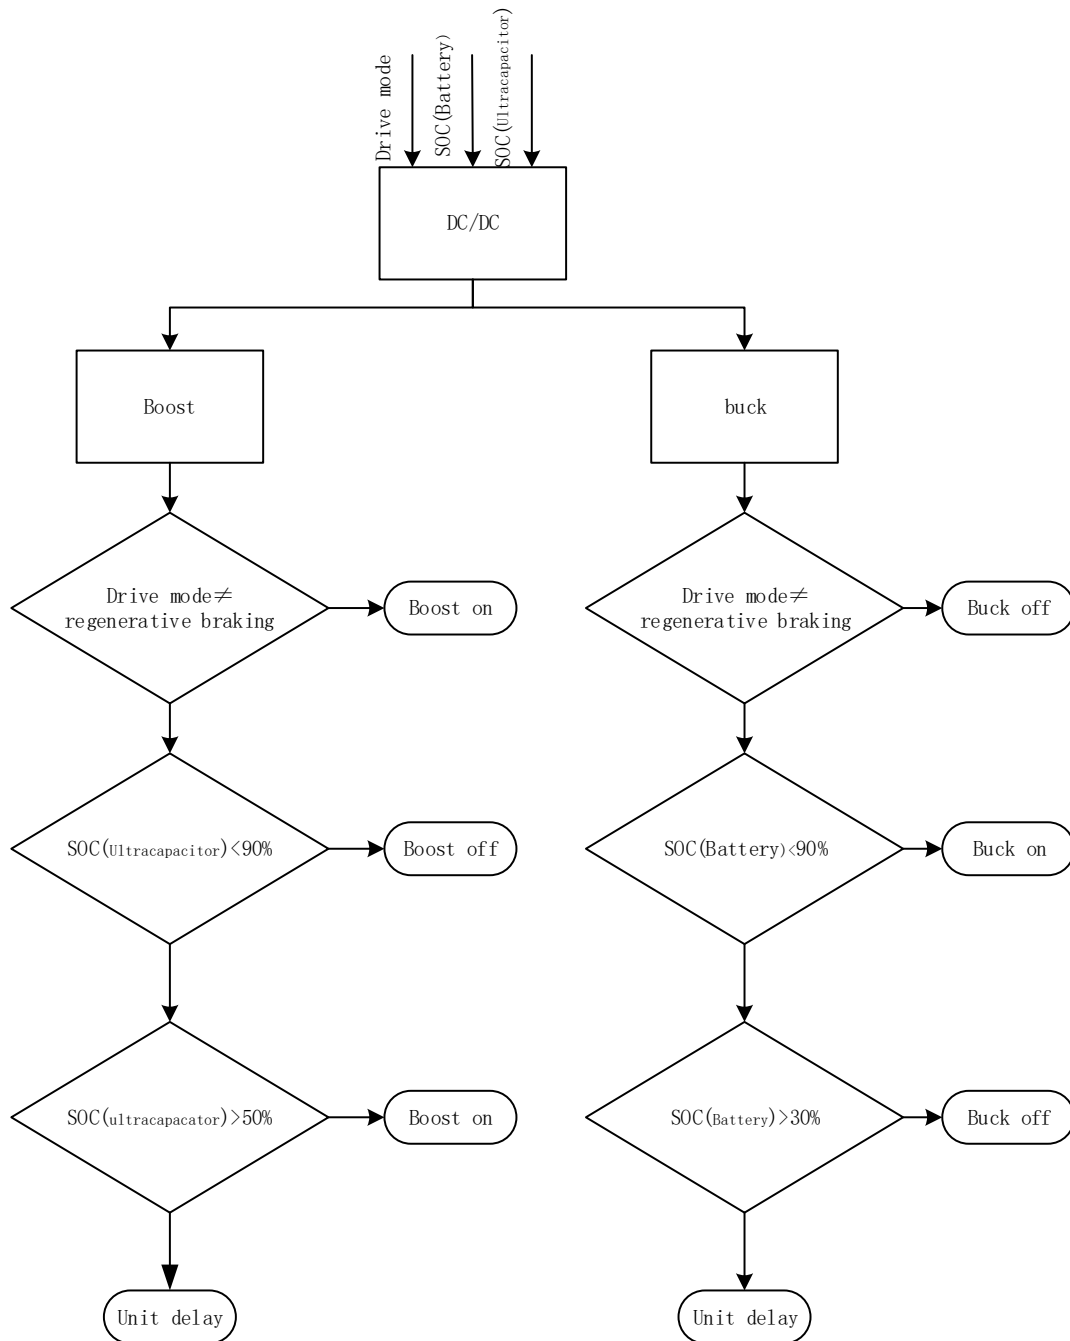 Drive mode
SOC(Battery)
SOC(Ultracapacitor)
DC/DC
Boost
buck
Drive mode≠
regenerative braking
Boost on
Drive mode≠
regenerative braking
Buck off
SOC(Ultracapacitor)<90%
Boost off
SOC(Battery)<90%
Buck on
SOC(ultracapacator)>50%
Boost on
SOC(Battery)>30%
Buck off
Unit delay
Unit delay